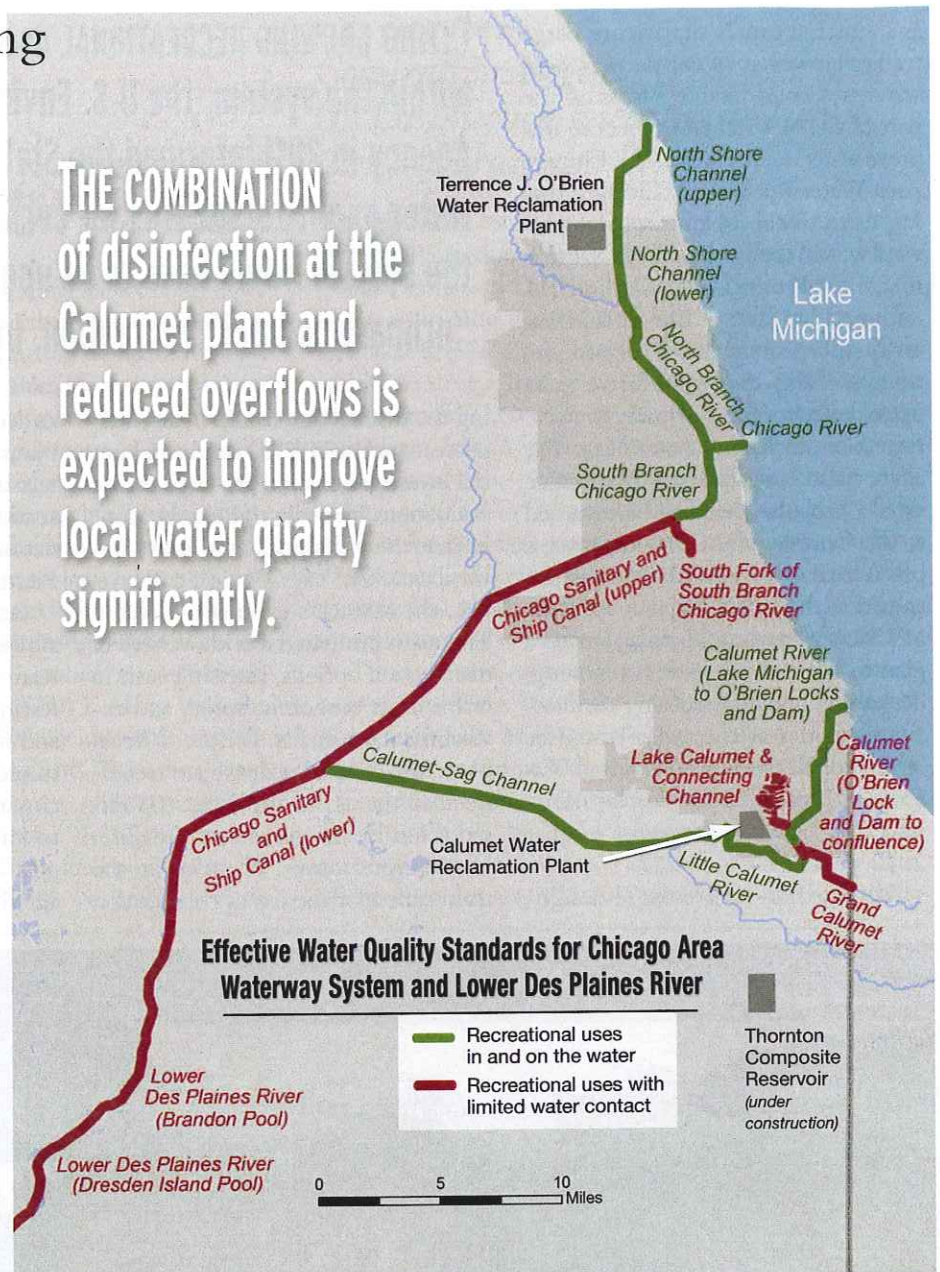 ng
THE COMBINATION
of disinfection at the
Calumet plant and
reduced overflows is
expected to improve
local water quality
significantly.
Terrence J. O'Brien
Water Reclamation
Plant
North Shore
Channel
(upper)
North Shore
Channel
(lower)
Lake
Michigan
North Branch
Chicago River
Chicago River
South Branch
Chicago River
Chicago Sanitary and
Ship Canal (upper)
South Fork of
South Branch
Chicago River
Calumet River
(Lake Michigan
to O'Brien Locks
and Dam)
Lake Calumet &
Connecting
Channel
Calumet
River
(O'Brien
Lock
and Dam to
confluence)
Calumet-Sag Channel
Chicago Sanitary
and
Ship Canal (lower)
Calumet Water
Reclamation Plant
Little Calumet
River
Grand
Calumet
River
Effective Water Quality Standards for Chicago Area
Waterway System and Lower Des Plaines River
Recreational uses
in and on the water
Recreational uses with
limited water contact
Thornton
Composite
Reservoir
(under
construction)
Lower
Des Plaines River
(Brandon Pool)
Lower Des Plaines River
(Dresden Island Pool)
0 5 10
Miles